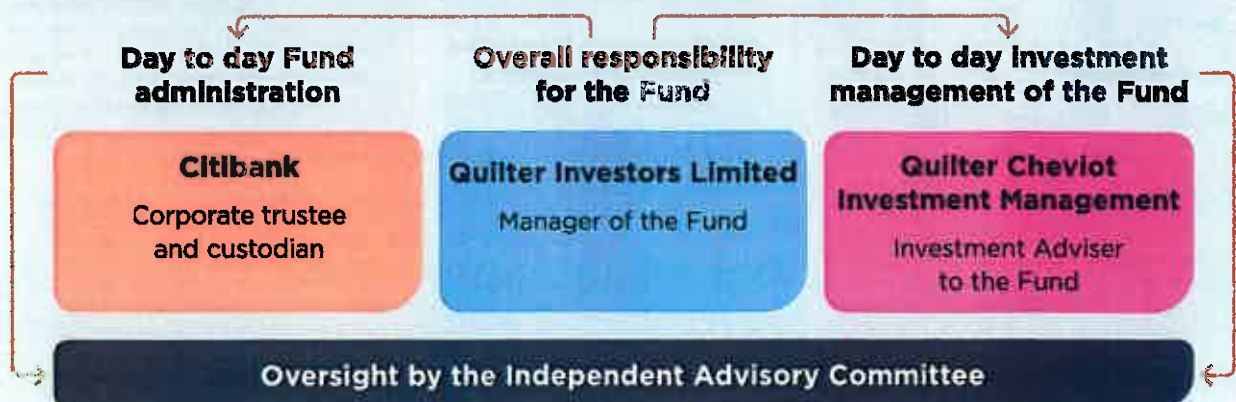 Day to day Fund
administration
Overall responsibility
for the Fund
Day to day investment
management of the Fund
Citibank
Corporate trustee
and custodian
Quilter Investors Limited
Manager of the Fund
Quilter Cheviot
Investment Management
Investment Adviser
to the Fund
Oversight by the Independent Advisory Committee